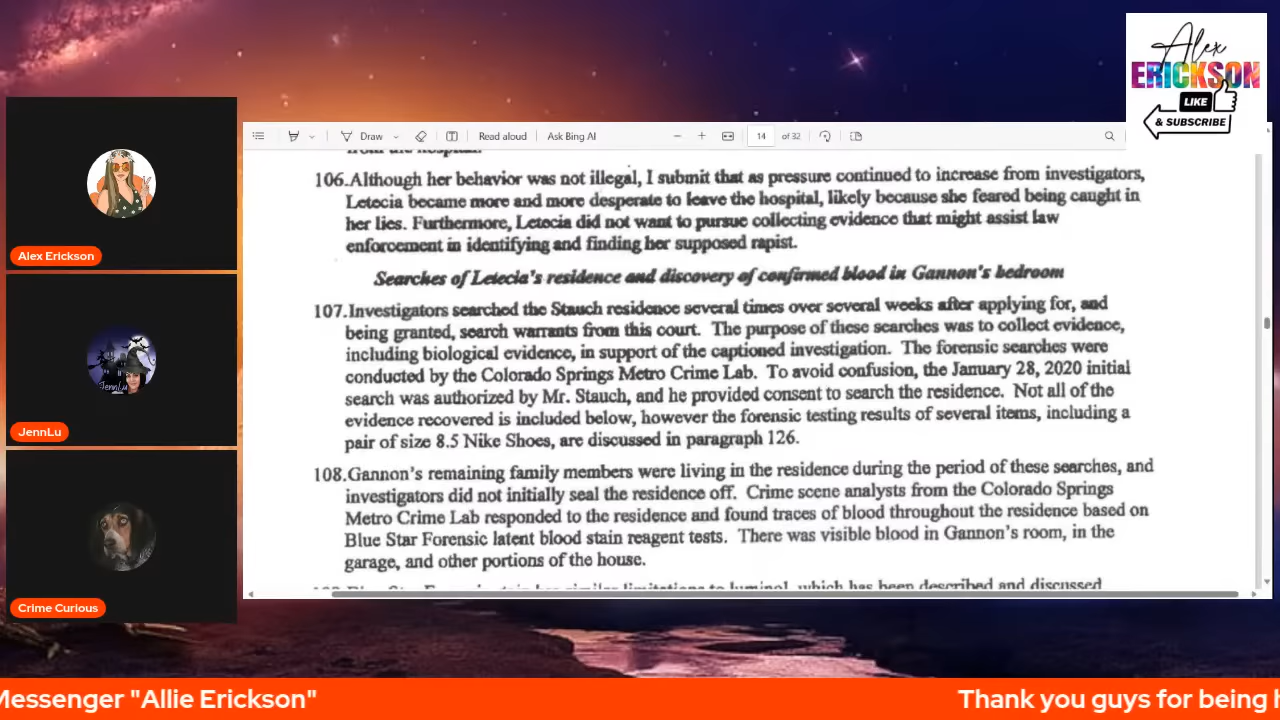 Alex
ERICKSON
LIKE
& SUBSCRIBE
Draw
Read aloud
Ask Bing AI
14
of 32
from the hospital.
106.Although her behavior was not illegal, I submit that as pressure continued to increase from investigators,
Letecia became more and more desperate to leave the hospital, likely because she feared being caught in
her lies. Furthermore, Letecia did not want to pursue collecting evidence that might assist law
enforcement in identifying and finding her supposed rapist.
Searches of Letecia's residence and discovery of confirmed blood in Gannon's bedroom
107.Investigators searched the Stauch residence several times over several weeks after applying for, and
being granted, search warrants from this court. The purpose of these searches was to collect evidence,
including biological evidence, in support of the captioned investigation. The forensic searches were
conducted by the Colorado Springs Metro Crime Lab. To avoid confusion, the January 28, 2020 initial
search was authorized by Mr. Stauch, and he provided consent to search the residence. Not all of the
evidence recovered is included below, however the forensic testing results of several items, including a
pair of size 8.5 Nike Shoes, are discussed in paragraph 126.
108.Gannon's remaining family members were living in the residence during the period of these searches, and
investigators did not initially seal the residence off. Crime scene analysts from the Colorado Springs
Metro Crime Lab responded to the residence and found traces of blood throughout the residence based on
Blue Star Forensic latent blood stain reagent tests. There was visible blood in Gannon's room, in the
garage, and other portions of the house.
similar limitations to luminol, which has been described and discussed
Alex Erickson
JennLu
JennLu
Crime Curious
Messenger "Allie Erickson"
Thank you guys for being